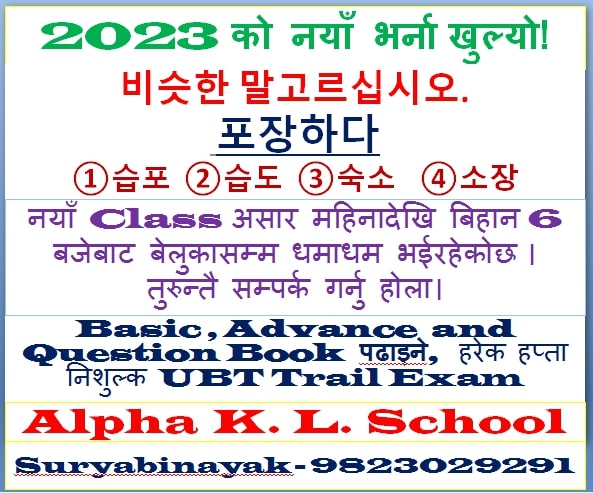 2023 को नयाँ भर्ना खुल्यो!
비슷한 말고르십시오.
포장하다
①습포 ②습도 ③숙소 ④소장
नयाँ Class असार महिनादेखि बिहान 6
बजेबाट बेलुकासम्म धमाधम भईरहेकोछ ।
तुरुन्तै सम्पर्क गर्नु होला।
Basic, Advance and
Question Book पढाइने, हरेक हप्ता
निशुल्क UBT Trail Exam
Alpha K. L. School
Suryabinayak-9823029291